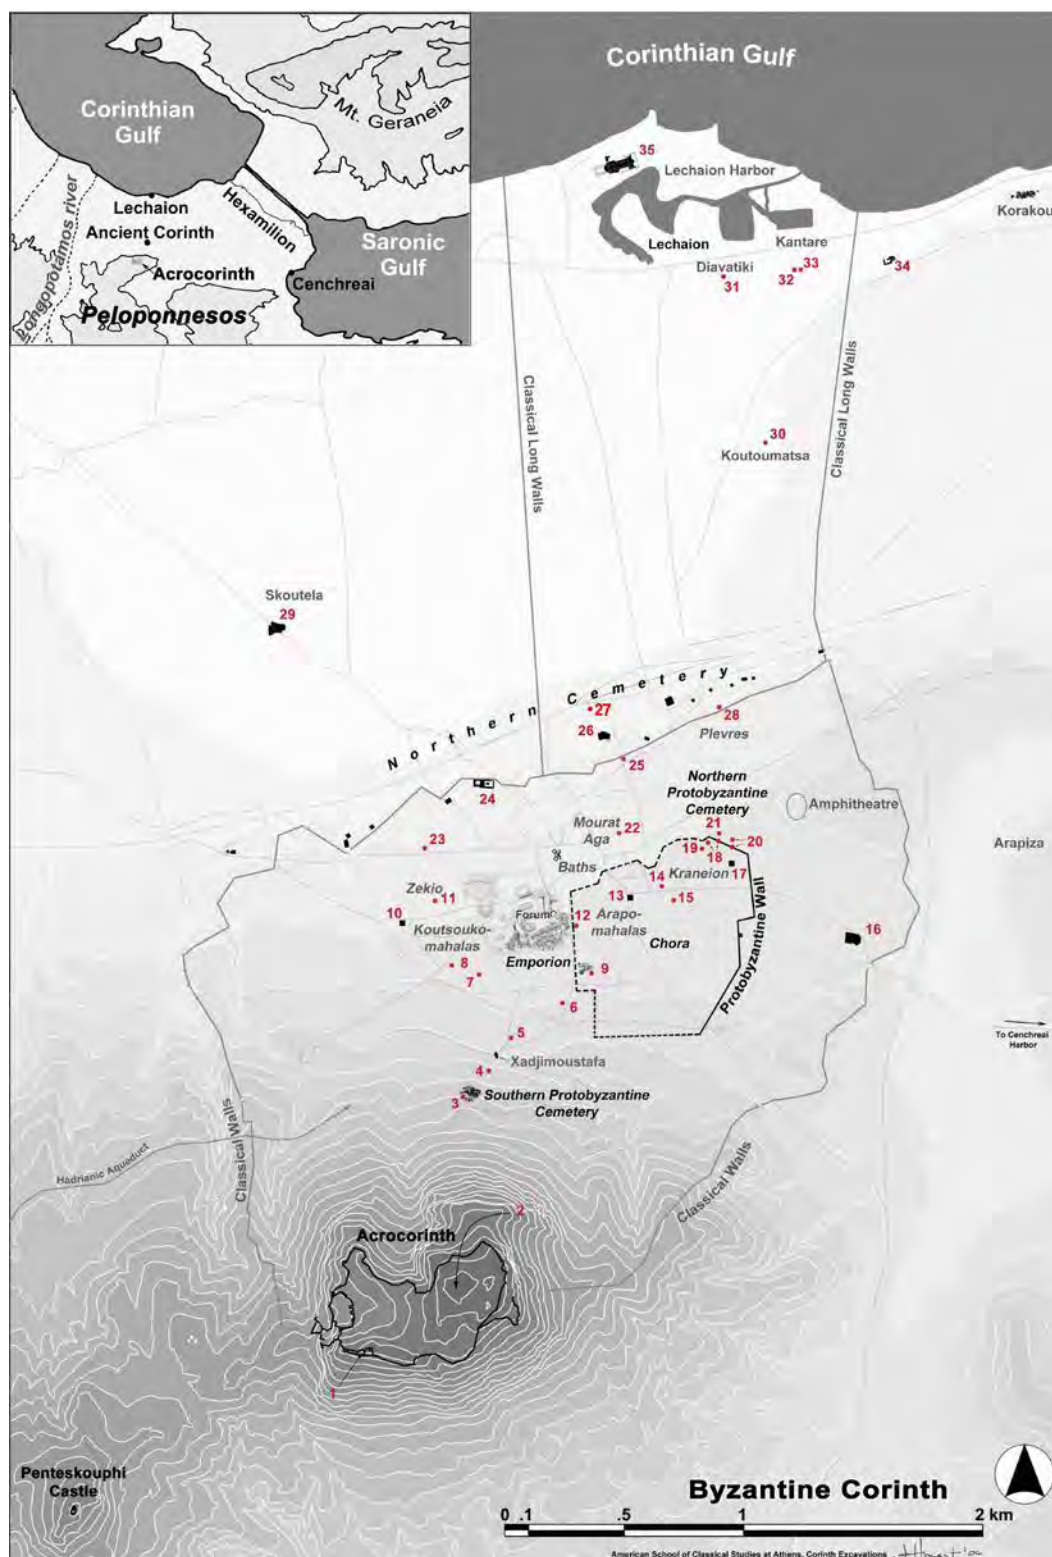 Corinthian
Gulf
Mt. Geraneia
Lechaion
Ancient Corinth
Hexamilion
Acrocorinth
Saronic
Gulf
Cenchreai
Longopotamos river
Peloponnesos
Corinthian Gulf
35
Lechaion Harbor
Lechaion
Korakou
Kantare
Diavatiki
33
32
31
34
Classical Long Walls
Classical Long Walls
30
Koutoumatsa
Skoutela
29
Northern Cemetery
27
26
28
Plevres
25
24
Northern
Protobyzantine
Cemetery
Amphitheatre
Mourat
Aga
22
21
20
19
18
23
Baths
Kraneion
17
Arapiza
Zekio
11
14
13
15
10
Forum
12
Arapo-
mahalas
Koutsouko-
mahalas
Chora
16
Emporion
Protobyzantine Wall
8
7
9
6
5
To Cenchreai
Harbor
Xadjimoustafa
4
3
Southern Protobyzantine
Cemetery
Hadrianic Aqueduct
Classical Walls
Classical Walls
2
Acrocorinth
1
Penteskouphi
Castle
Byzantine Corinth
0 .1 .5 1 2 km
American School of Classical Studies at Athens, Corinth Excavations